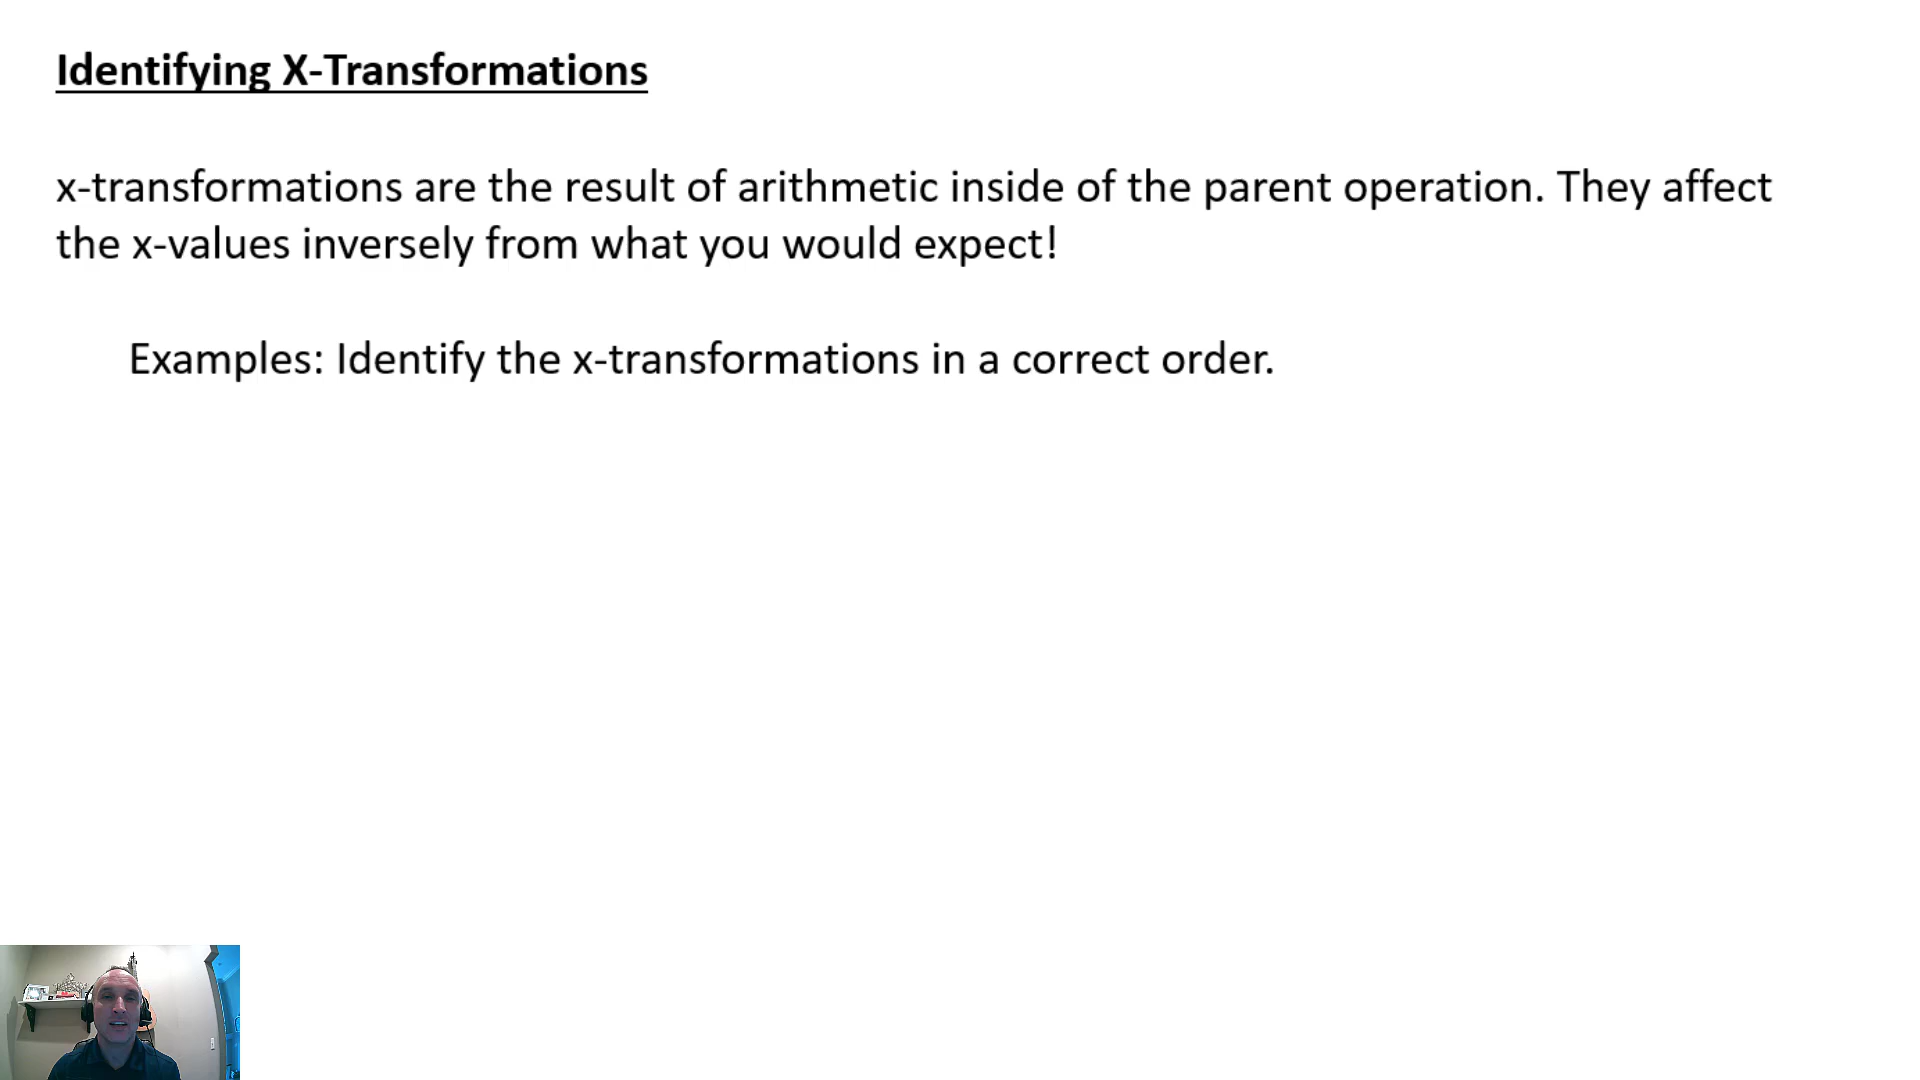 Identifying X-Transformations
x-transformations are the result of arithmetic inside of the parent operation. They affect
the x-values inversely from what you would expect!
Examples: Identify the x-transformations in a correct order.